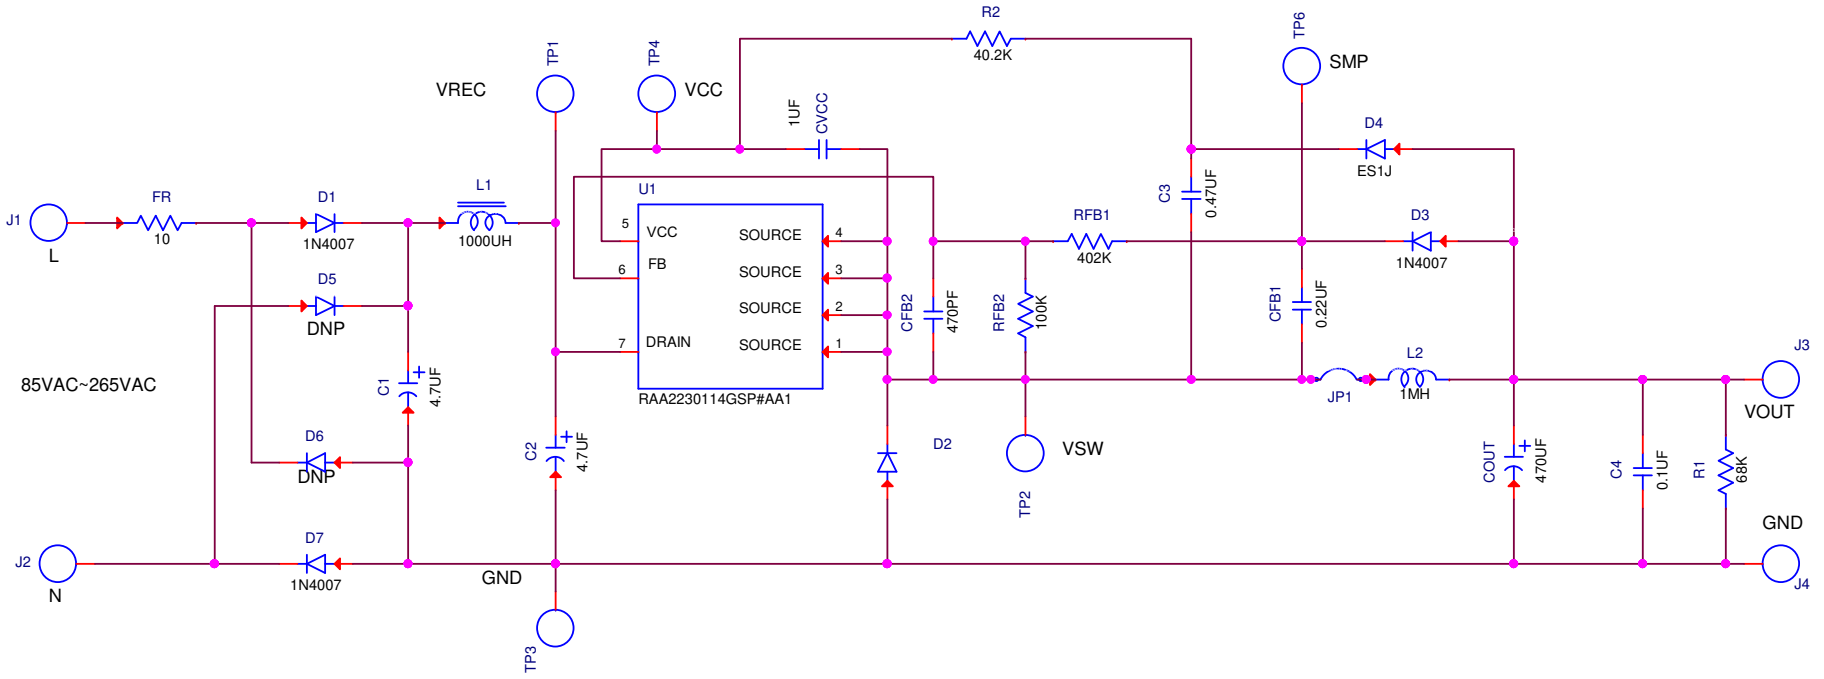 R2
40.2K
TP1
TP4
TP6
VREC
VCC
SMP
1UF
CVCC
D4
ES1J
J1
L
FR
10
D1
1N4007
L1
1000UH
U1
5
VCC
6
FB
7
DRAIN
SOURCE
4
SOURCE
3
SOURCE
2
SOURCE
1
RAA2230114GSP#AA1
C3
0.47UF
RFB1
402K
D3
1N4007
D5
DNP
CFB2
470PF
RFB2
100K
CFB1
0.22UF
85VAC~265VAC
C1
4.7UF
JP1
L2
1MH
J3
VOUT
D6
DNP
C2
4.7UF
D2
VSW
TP2
COUT
470UF
C4
0.1UF
R1
68K
J2
N
D7
1N4007
GND
TP3
GND
J4